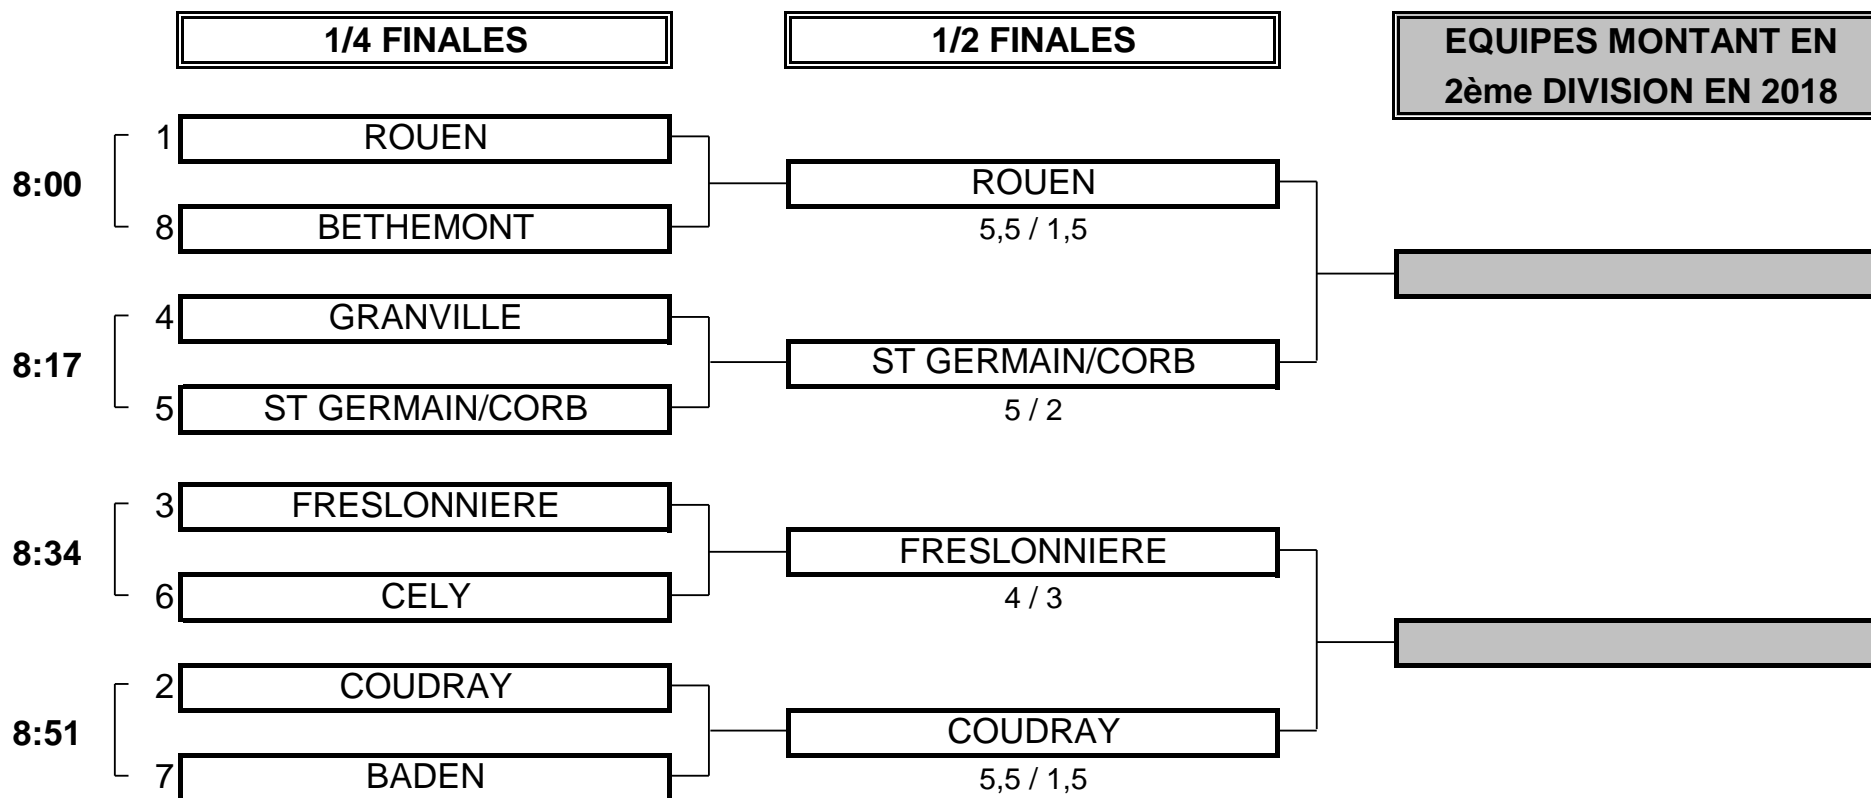 1/4 FINALES
1/2 FINALES
EQUIPES MONTANT EN
2ème DIVISION EN 2018
1 ROUEN
8:00
ROUEN
8 BETHEMONT
5,5 / 1,5
4 GRANVILLE
8:17
ST GERMAIN/CORB
5 ST GERMAIN/CORB
5 / 2
3 FRESLONNIERE
8:34
FRESLONNIERE
6 CELY
4 / 3
2 COUDRAY
8:51
COUDRAY
7 BADEN
5,5 / 1,5